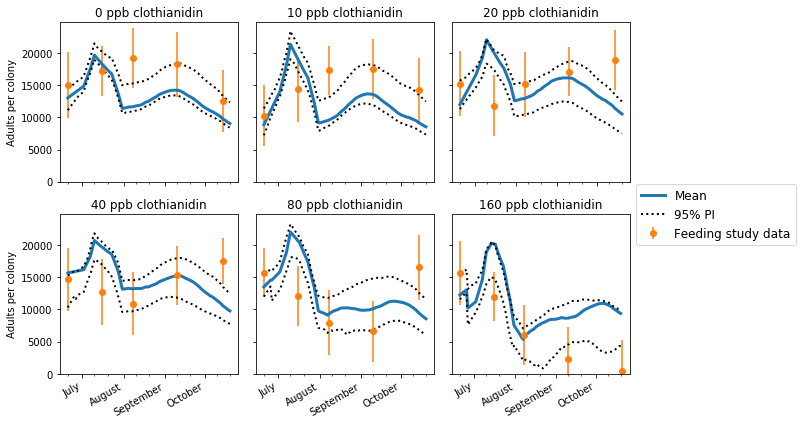 0 ppb clothianidin 10 ppb clothianidin 20 ppb clothianidin
20000
15000
10000
5000
0
Adults per colony
40 ppb clothianidin 80 ppb clothianidin 160 ppb clothianidin
20000
15000
10000
5000
0
Adults per colony
Mean
95% PI
Feeding study data
July August September October July August September October July August September October